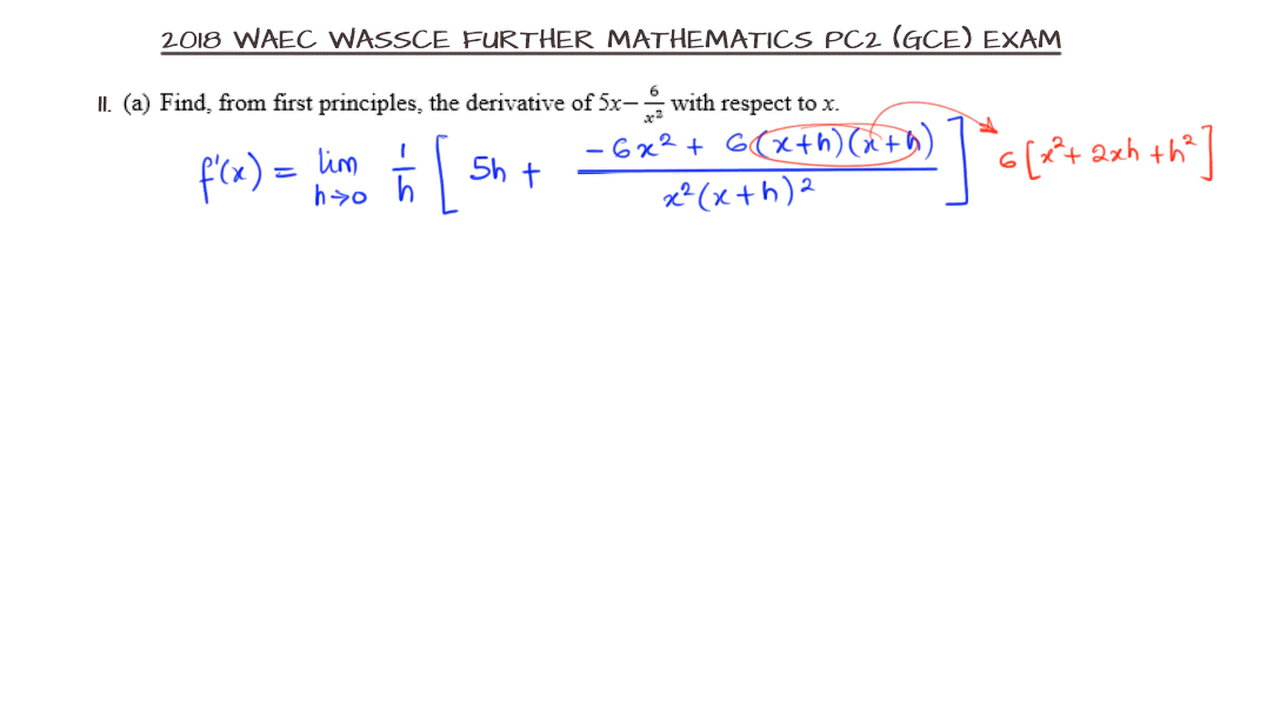 2018 WAEC WASSCE FURTHER MATHEMATICS PC2 (GCE) EXAM
11. (a) Find, from first principles, the derivative of 5x− 6/x² with respect to x.
f'(x) = lim h→0 1/h [ 5h + (-6x² + 6(x+h)(x+h)) / (x²(x+h)²) ] 6[x²+ 2xh +h²]